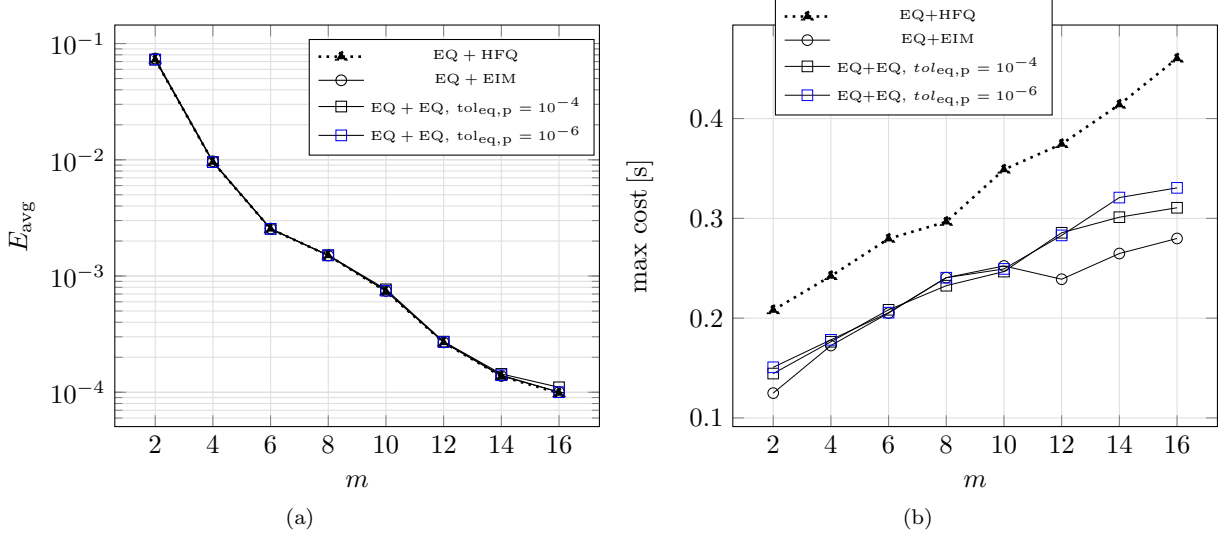 EQ + HFQ
EQ + EIM
EQ + EQ, tol_eq,p = 10^−4
EQ + EQ, tol_eq,p = 10^−6
10^−1
10^−2
10^−3
10^−4
E_avg
2 4 6 8 10 12 14 16
m
(a)
EQ+HFQ
EQ+EIM
EQ+EQ, tol_eq,p = 10^−4
EQ+EQ, tol_eq,p = 10^−6
0.4
0.3
0.2
0.1
max cost [s]
2 4 6 8 10 12 14 16
m
(b)